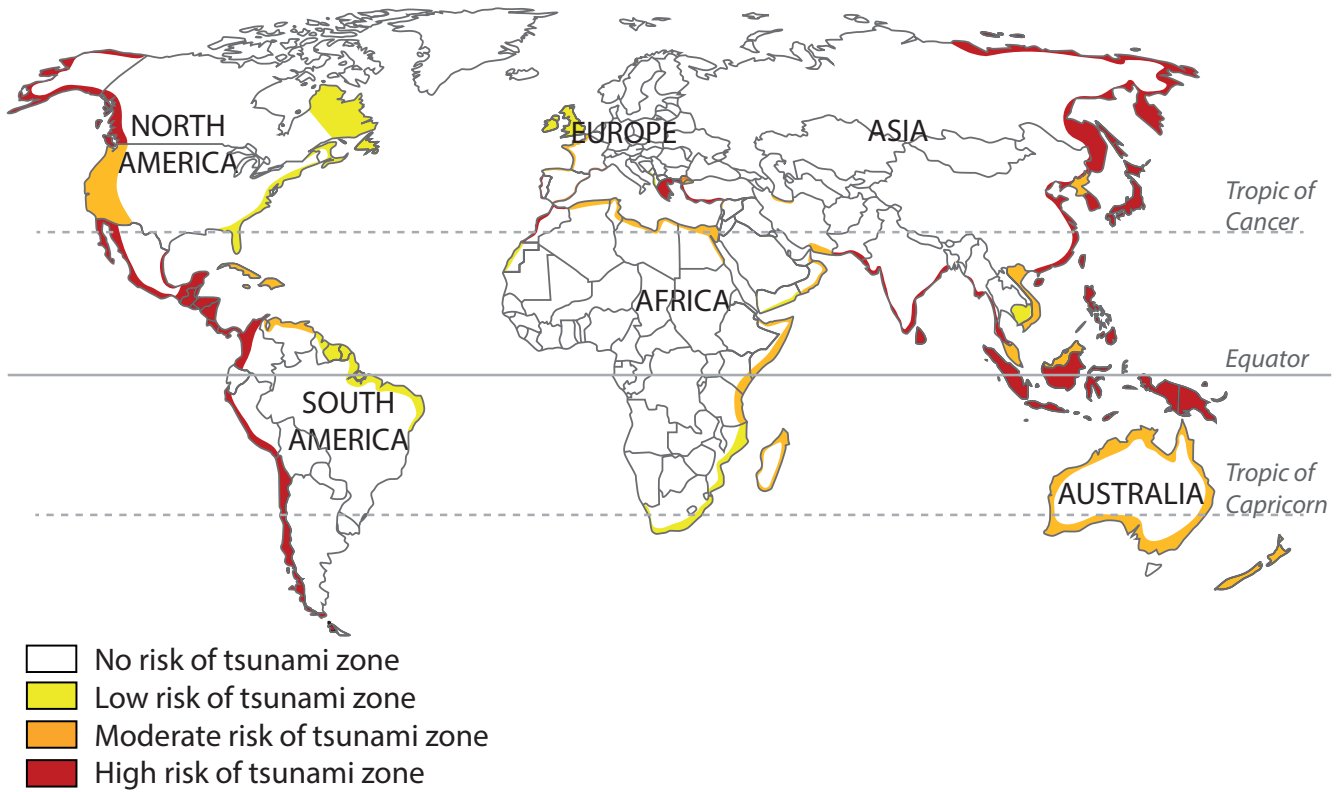 NORTH
AMERICA
EUROPE
ASIA
Tropic of
Cancer
AFRICA
Equator
SOUTH
AMERICA
AUSTRALIA
Tropic of
Capricorn
No risk of tsunami zone
Low risk of tsunami zone
Moderate risk of tsunami zone
High risk of tsunami zone